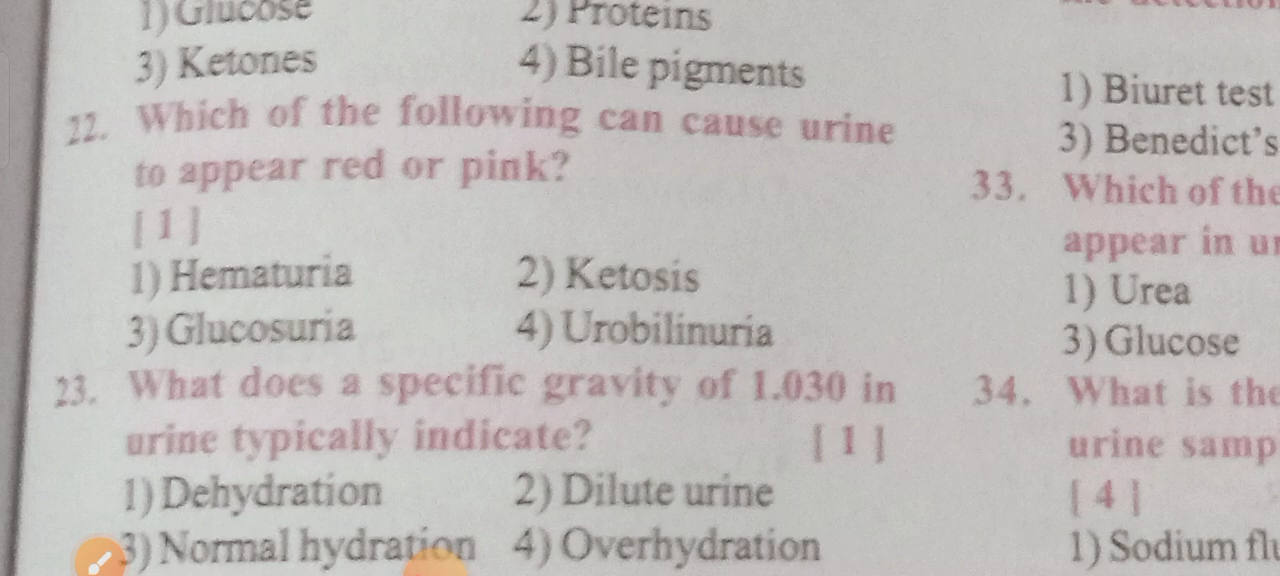 1) Glucose 2) Proteins
3) Ketones 4) Bile pigments
22. Which of the following can cause urine
to appear red or pink?
[ 1 ]
1) Hematuria 2) Ketosis
3) Glucosuria 4) Urobilinuria
23. What does a specific gravity of 1.030 in
urine typically indicate? [ 1 ]
1) Dehydration 2) Dilute urine
3) Normal hydration 4) Overhydration
1) Biuret test
3) Benedict's
33. Which of the
appear in
1) Urea
3) Glucose
34. What is the
urine samp
[ 4 ]
1) Sodium flu